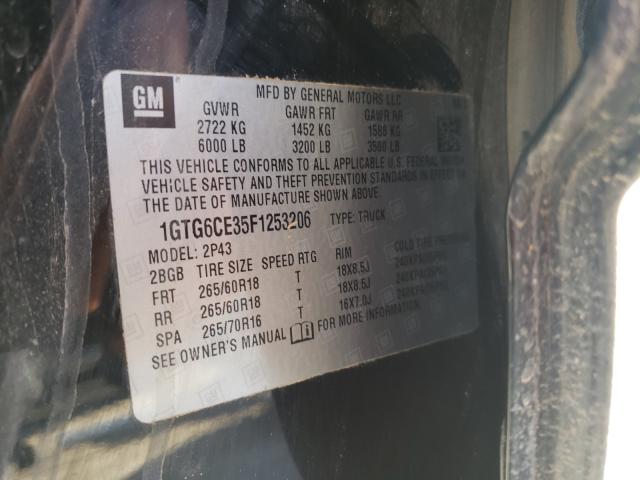 GM
MFD BY GENERAL MOTORS LLC
GVWR GAWR FRT GAWR RR
2722 KG 1452 KG 1588 KG
6000 LB 3200 LB 3500 LB
THIS VEHICLE CONFORMS TO ALL APPLICABLE U.S. FEDERAL MOTOR
VEHICLE SAFETY AND THEFT PREVENTION STANDARDS IN EFFECT ON
THE DATE OF MANUFACTURE SHOWN ABOVE.
1GTG6CE35F1253206 TYPE: TRUCK
MODEL: 2P43
2BGB TIRE SIZE SPEED RTG RIM COLD TIRE PRESSURE
FRT 265/60R18 T 18X8.5J
RR 265/60R18 T 18X8.5J
SPA 265/70R16 T 16X7.0J
SEE OWNER'S MANUAL FOR MORE INFORMATION.